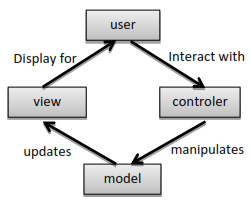 user
Display for
Interact with
view
controler
updates
manipulates
model